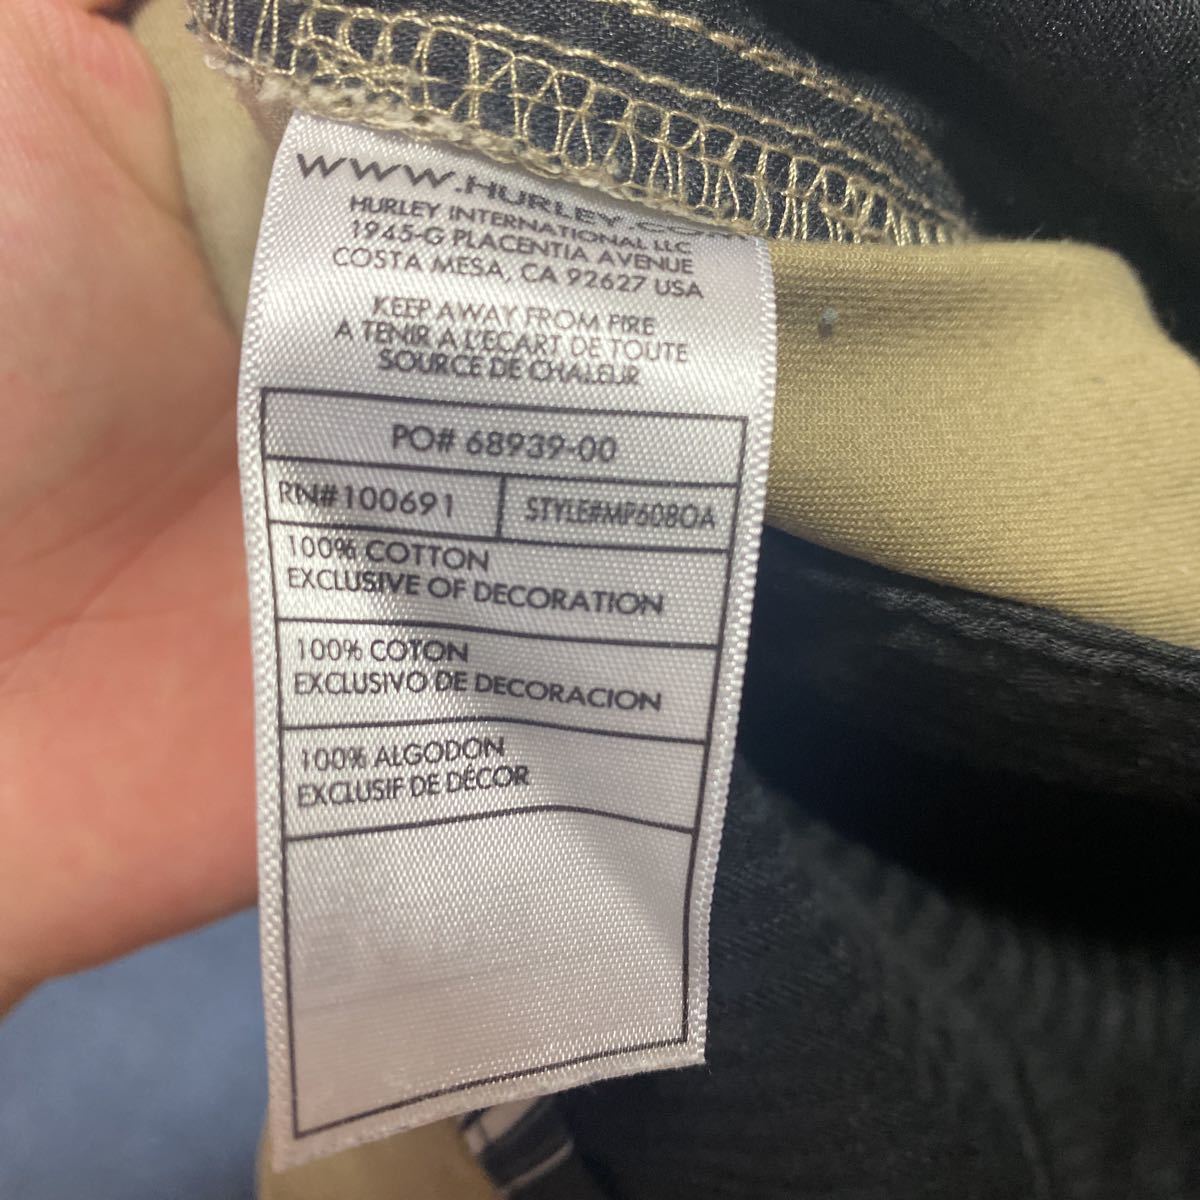 WWW.HURLEY.COM
HURLEY INTERNATIONAL LLC
1945-G PLACENTIA AVENUE
COSTA MESA, CA 92627 USA
KEEP AWAY FROM FIRE
A TENIR A L'ECART DE TOUTE
SOURCE DE CHALEUR
PO# 68939-00
RN#100691 STYLE#MP608OA
100% COTTON
EXCLUSIVE OF DECORATION
100% COTON
EXCLUSIVO DE DECORACION
100% ALGODON
EXCLUSIF DE DÉCOR